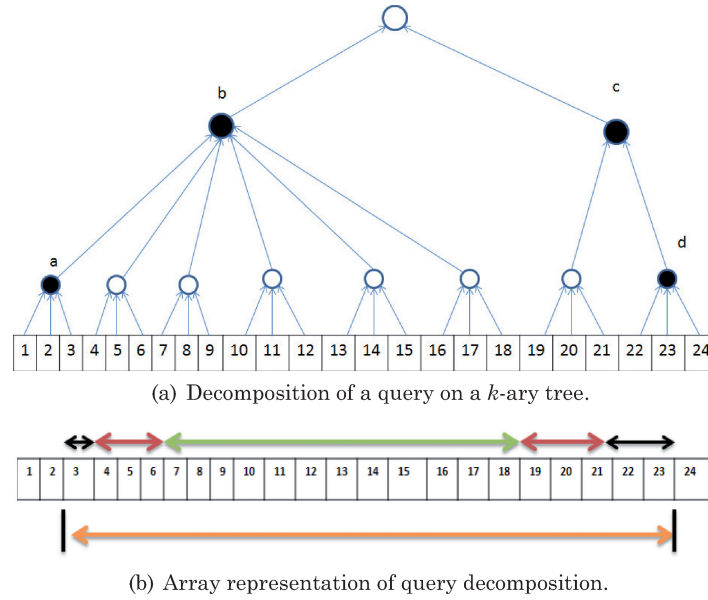 b
c
a
d
1 2 3 4 5 6 7 8 9 10 11 12 13 14 15 16 17 18 19 20 21 22 23 24
(a) Decomposition of a query on a k-ary tree.
1 2 3 4 5 6 7 8 9 10 11 12 13 14 15 16 17 18 19 20 21 22 23 24
(b) Array representation of query decomposition.